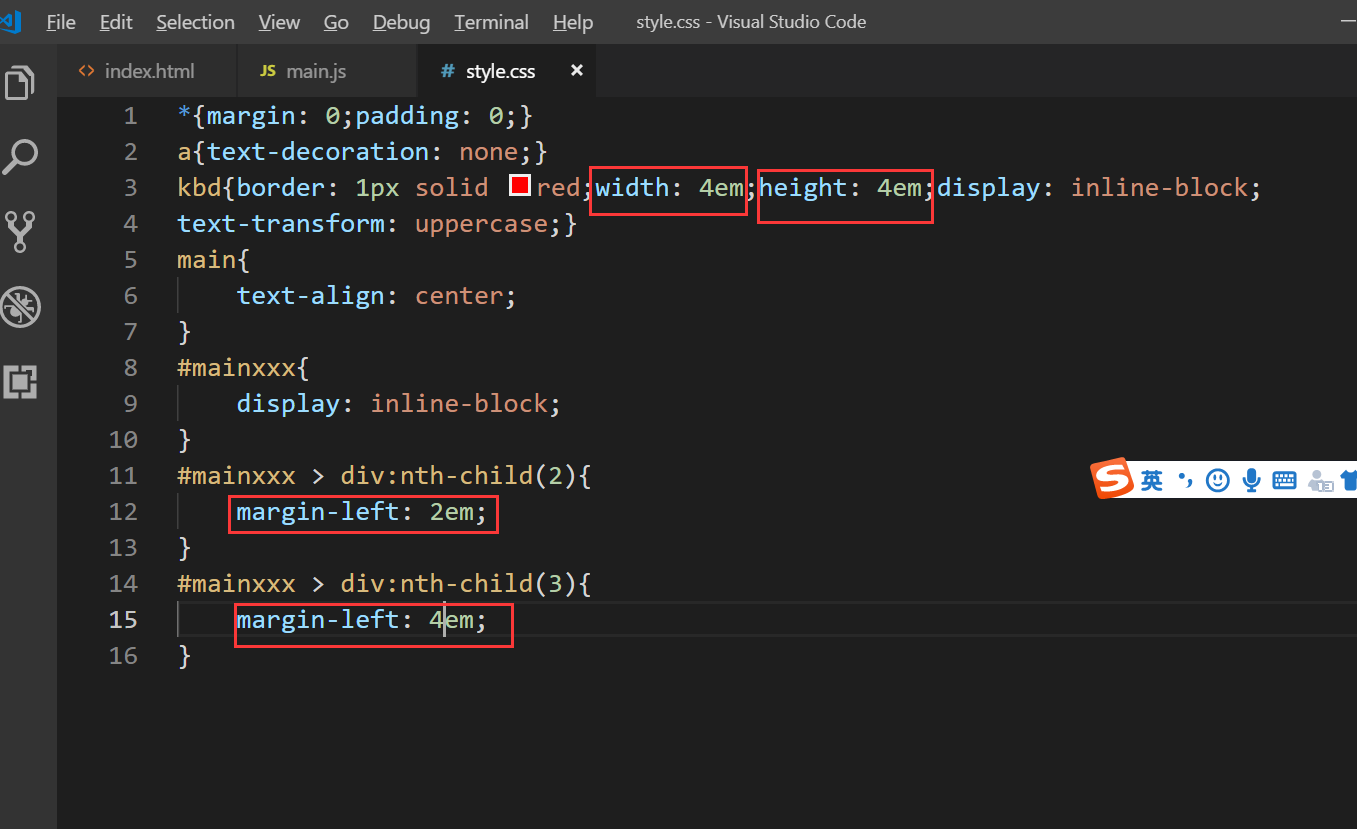 File Edit Selection View Go Debug Terminal Help style.css - Visual Studio Code
<> index.html JS main.js # style.css ×
1 *{margin: 0;padding: 0;}
2 a{text-decoration: none;}
3 kbd{border: 1px solid red;width: 4em;height: 4em;display: inline-block;
4 text-transform: uppercase;}
5 main{
6     text-align: center;
7 }
8 #mainxxx{
9     display: inline-block;
10 }
11 #mainxxx > div:nth-child(2){
12     margin-left: 2em;
13 }
14 #mainxxx > div:nth-child(3){
15     margin-left: 4em;
16 }
S 英